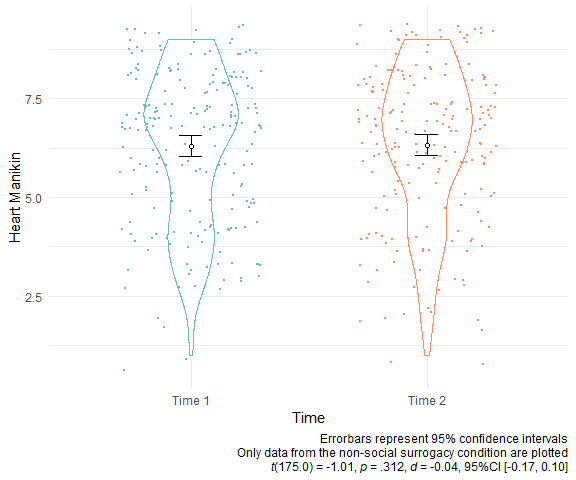 7.5
5.0
2.5
Heart Manikin
Time 1
Time 2
Time
Errorbars represent 95% confidence intervals
Only data from the non-social surrogacy condition are plotted
t(175.0) = -1.01, p = .312, d = -0.04, 95%CI [-0.17, 0.10]